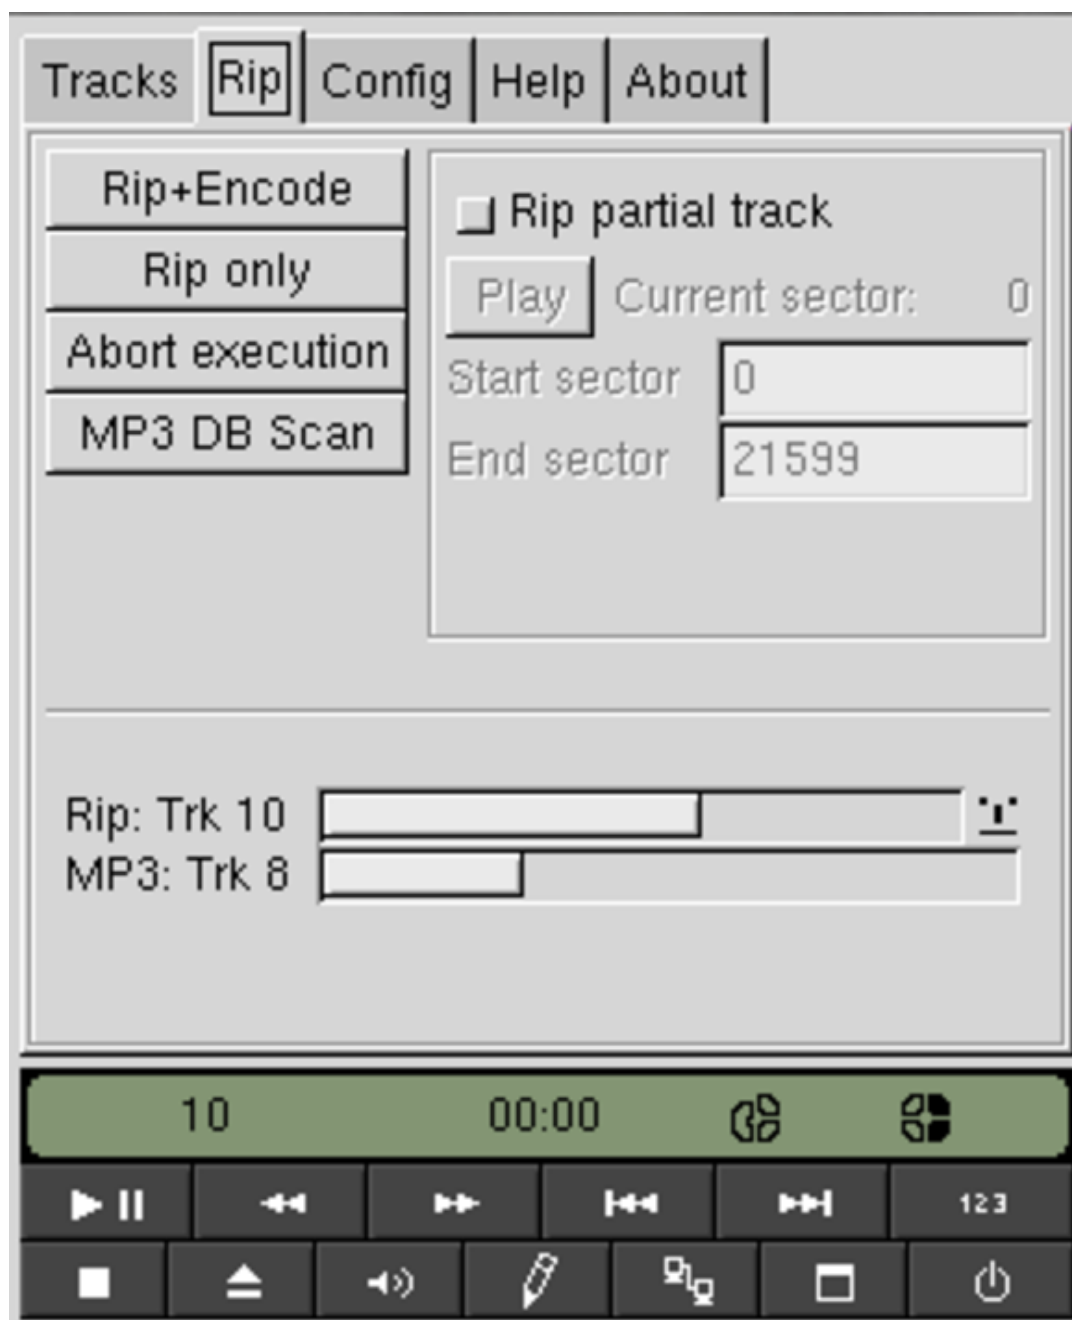 Tracks Rip Config Help About
Rip+Encode
Rip only
Abort execution
MP3 DB Scan
Rip partial track
Play Current sector: 0
Start sector 0
End sector 21599
Rip: Trk 10
MP3: Trk 8
10 00:00
123